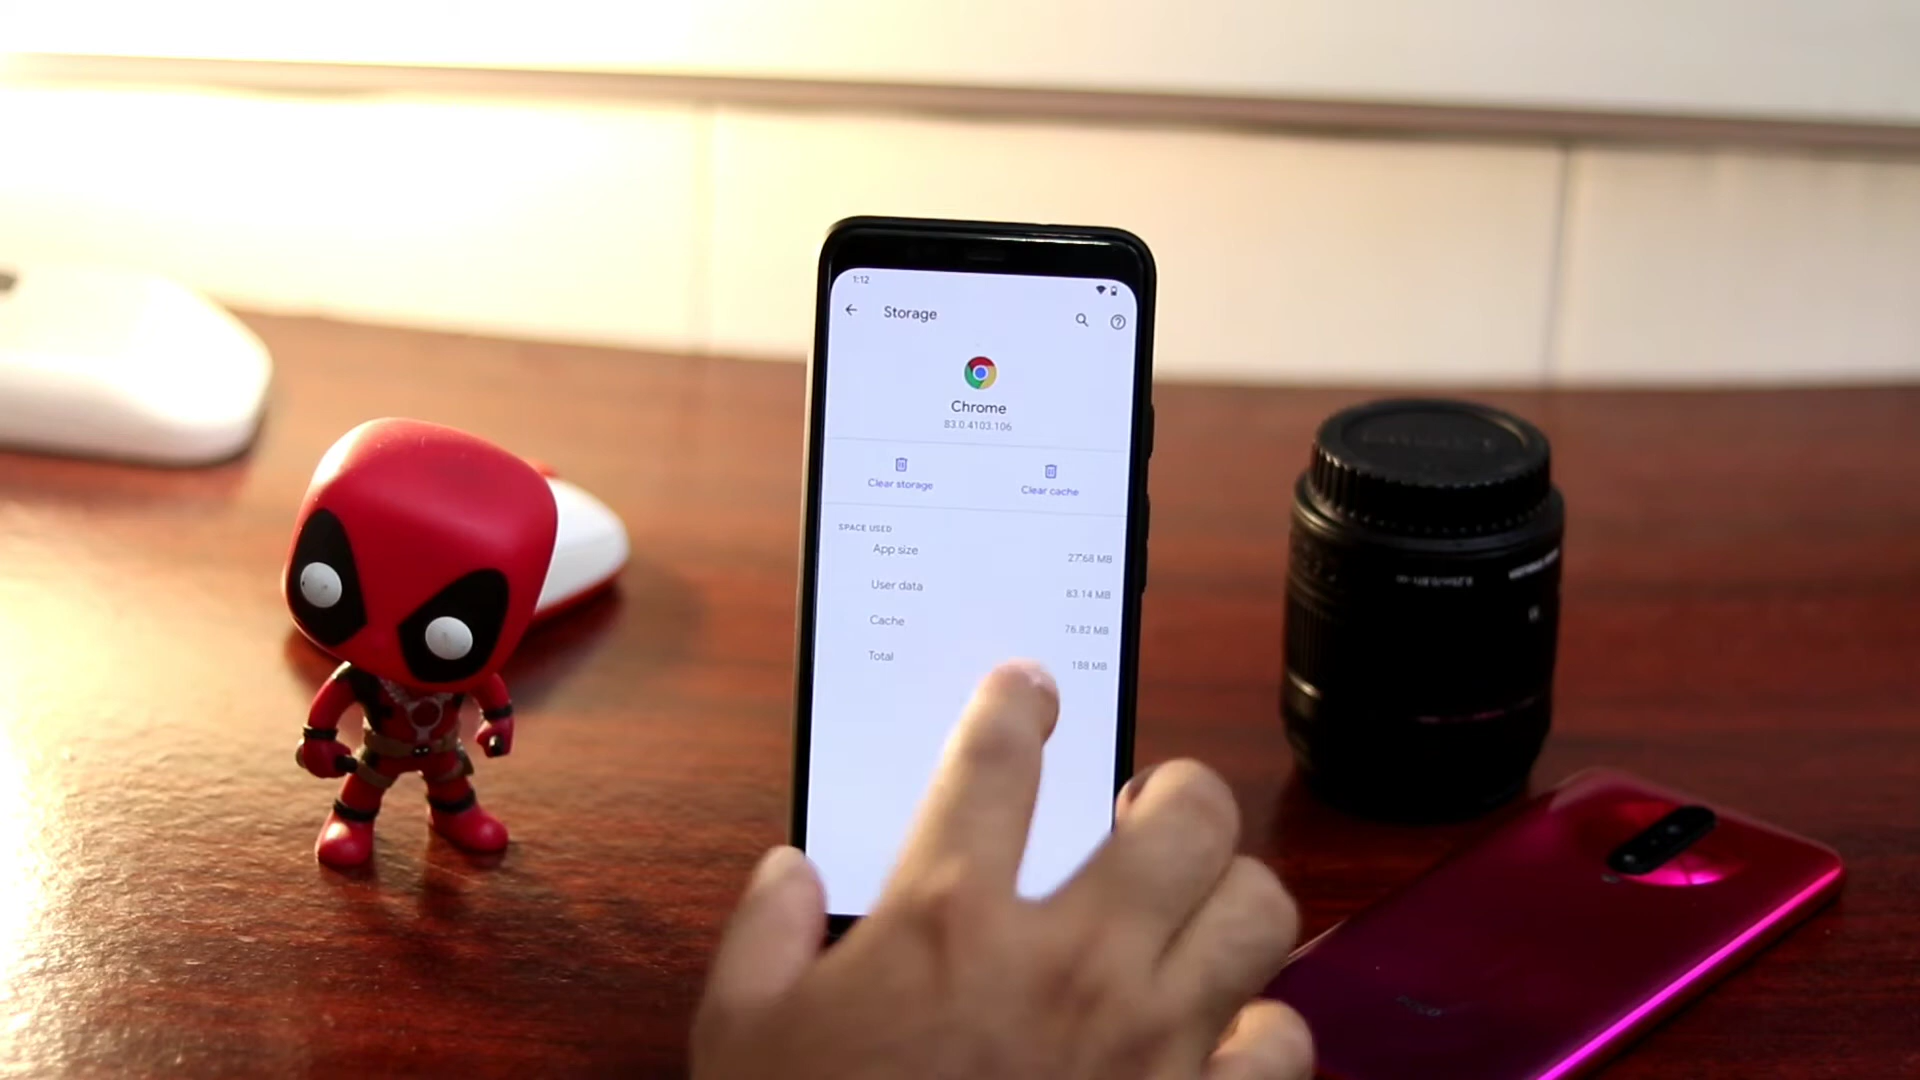 1:12
Storage
Chrome
83.0.4103.106
Clear storage
Clear cache
SPACE USED
App size 27.68 MB
User data 83.14 MB
Cache 76.82 MB
Total 188 MB
POCO